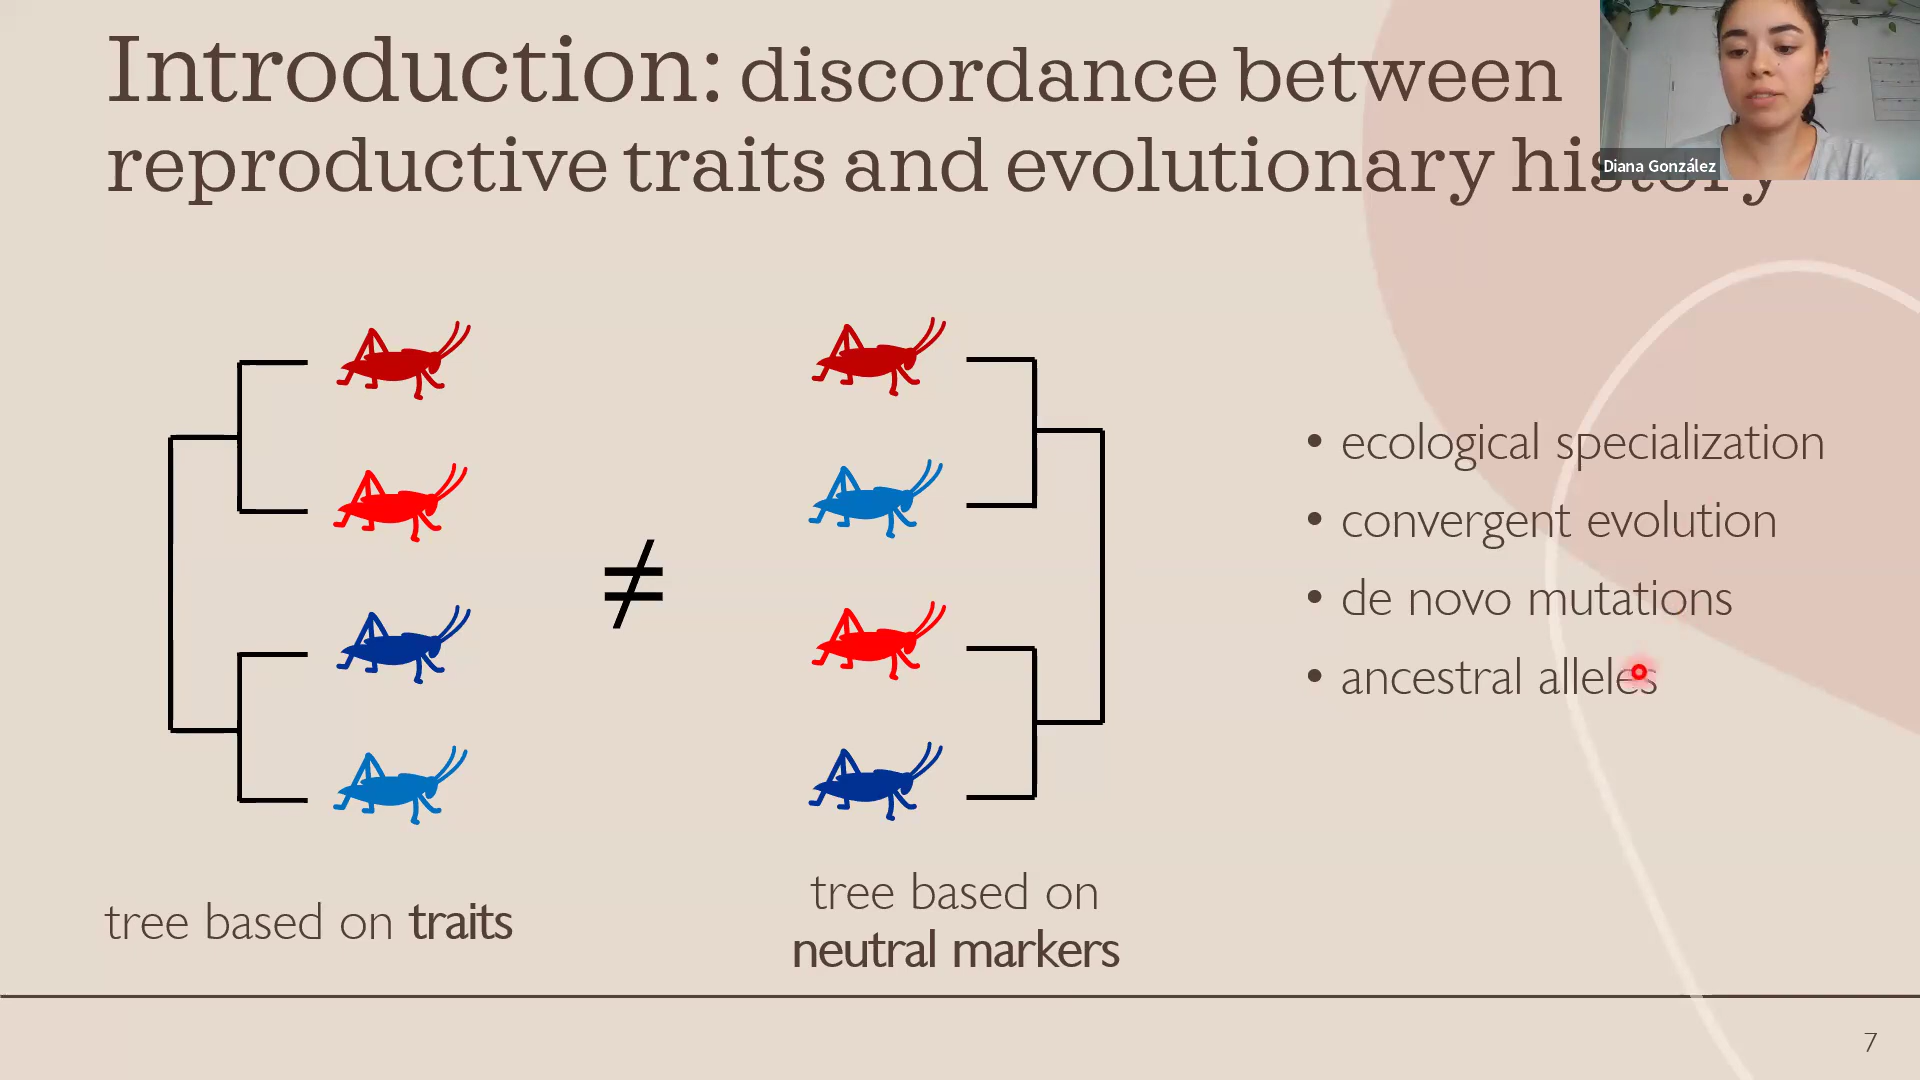 Introduction: discordance between
reproductive traits and evolutionary history
Diana González
≠
• ecological specialization
• convergent evolution
• de novo mutations
• ancestral alleles
tree based on traits
tree based on
neutral markers
7